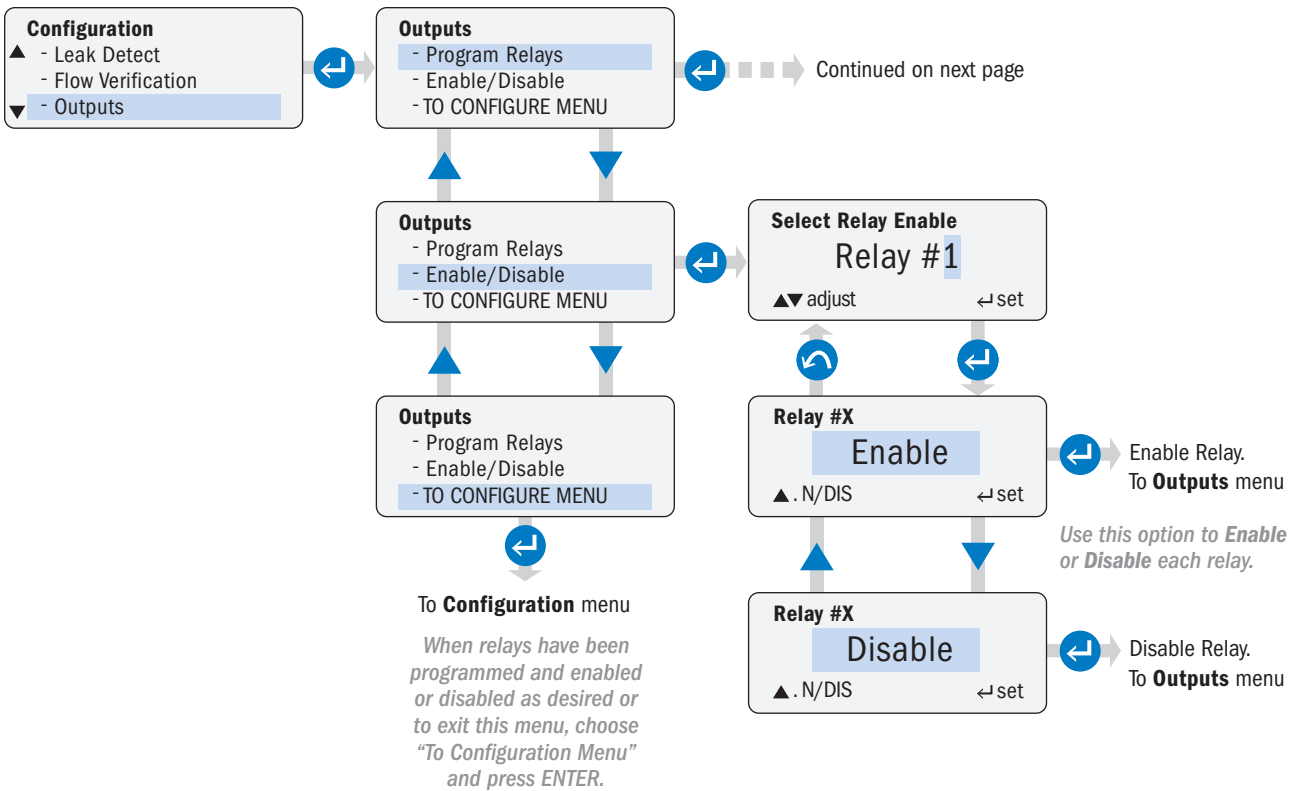 Configuration
- Leak Detect
- Flow Verification
- Outputs
Outputs
- Program Relays
- Enable/Disable
- TO CONFIGURE MENU
Continued on next page
Outputs
- Program Relays
- Enable/Disable
- TO CONFIGURE MENU
Select Relay Enable
Relay #1
▲▼ adjust ↵ set
Outputs
- Program Relays
- Enable/Disable
- TO CONFIGURE MENU
Relay #X
Enable
▲ . N/DIS ↵ set
Enable Relay.
To Outputs menu
Use this option to Enable
or Disable each relay.
To Configuration menu
When relays have been
programmed and enabled
or disabled as desired or
to exit this menu, choose
“To Configuration Menu”
and press ENTER.
Relay #X
Disable
▲ . N/DIS ↵ set
Disable Relay.
To Outputs menu